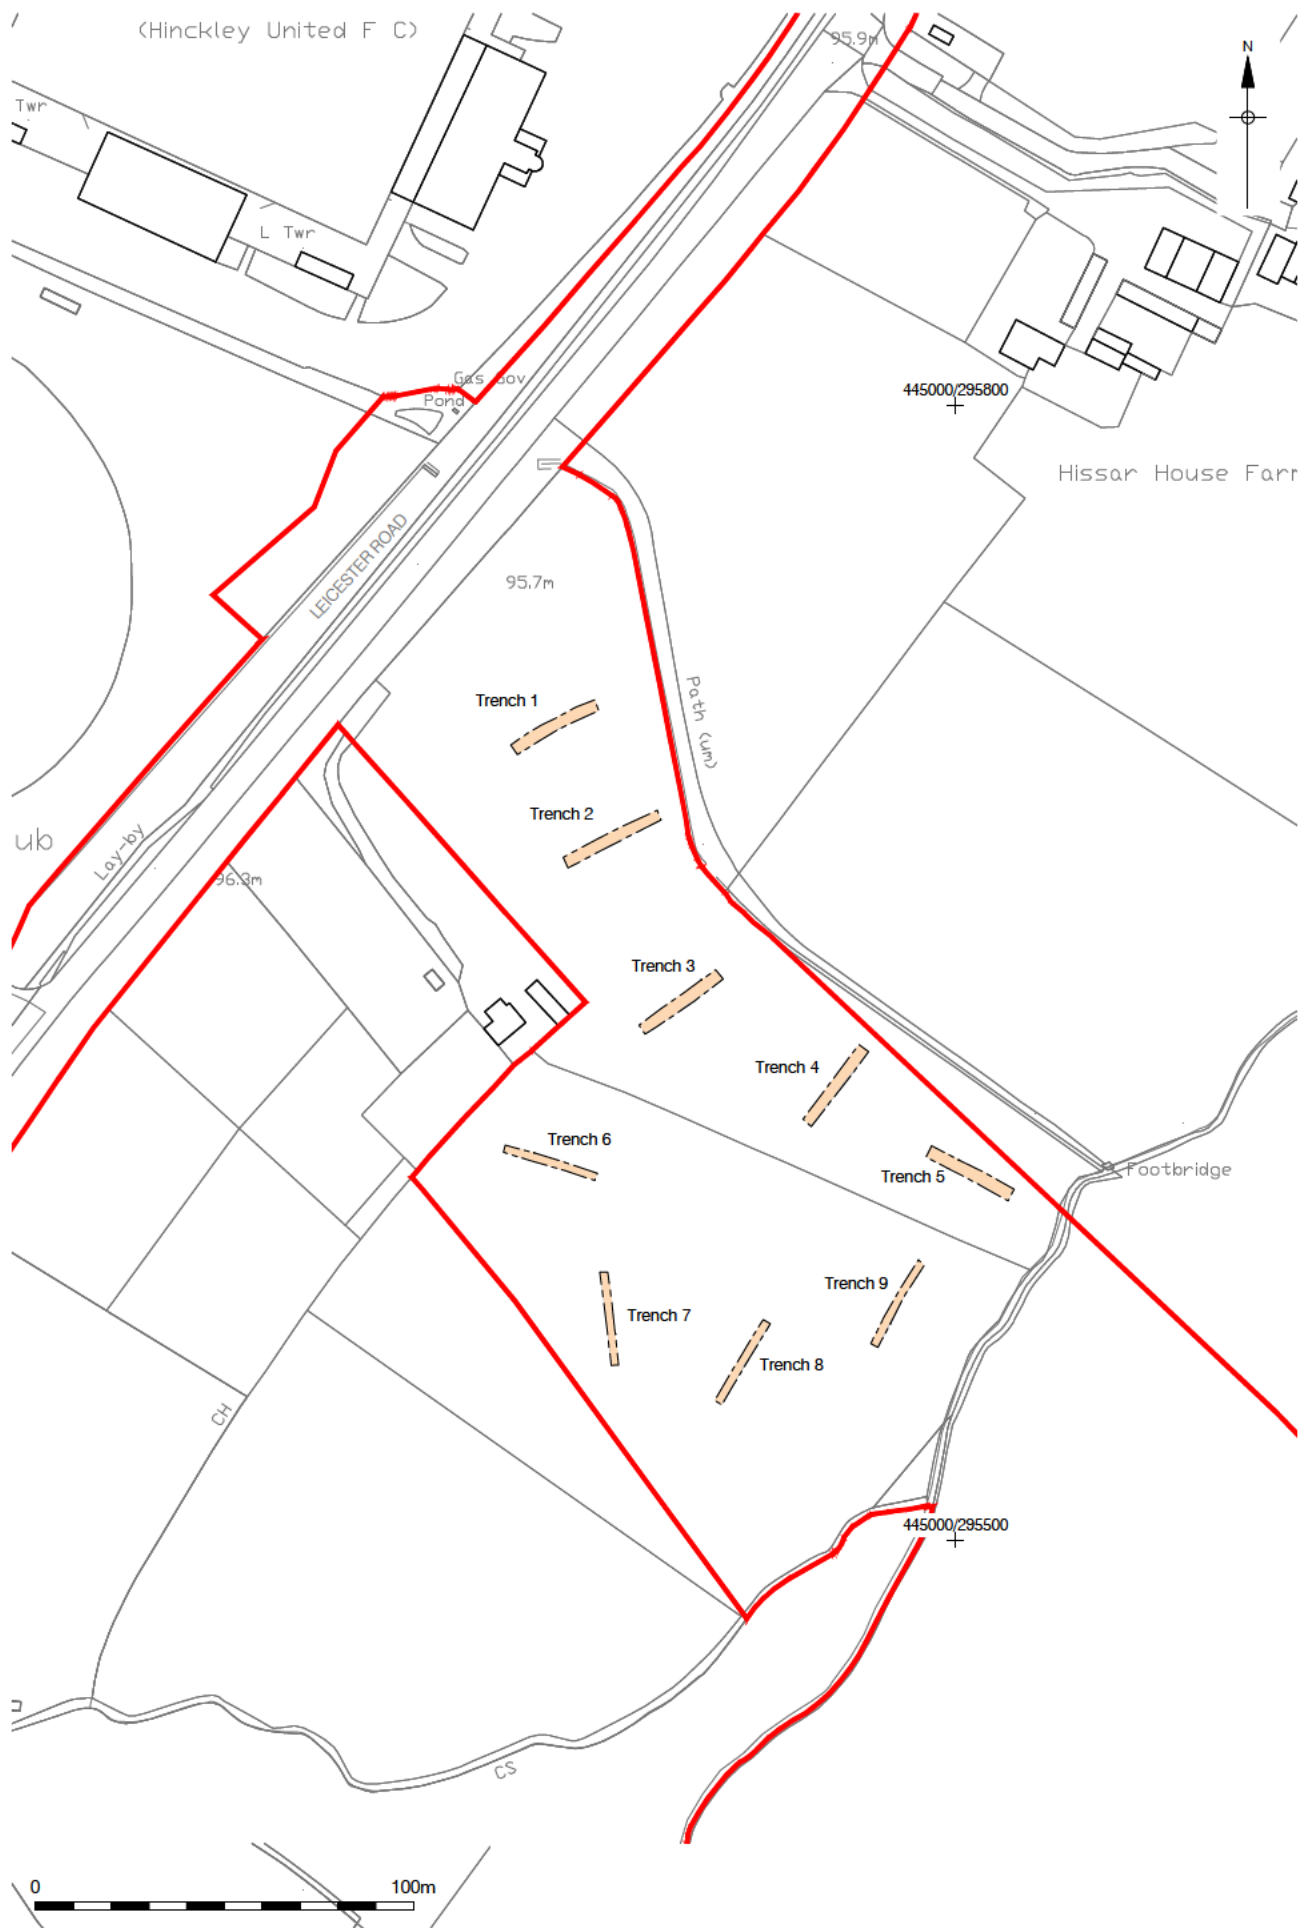 (Hinckley United F C)
95.9m
N
Twr
L Twr
Gas Gov
Pond
445000/295800
Hissar House Farm
LEICESTER ROAD
95.7m
Path (um)
Trench 1
Trench 2
ub
Lay-by
96.3m
Trench 3
Trench 4
Trench 6
Trench 5
Footbridge
Trench 9
Trench 7
Trench 8
CH
445000/295500
CS
0 100m